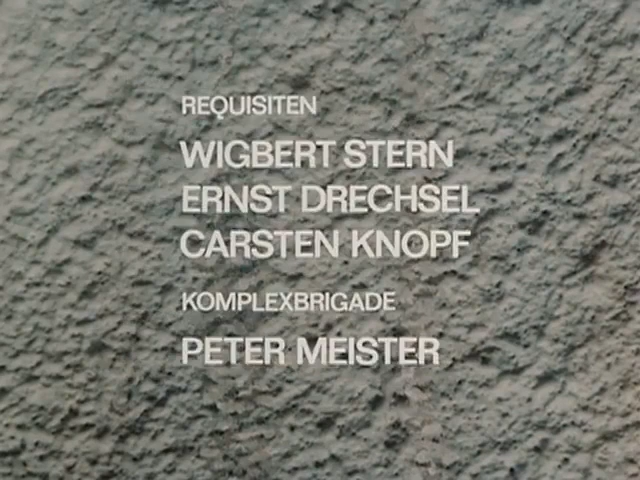 REQUISITEN
WIGBERT STERN
ERNST DRECHSEL
CARSTEN KNOPF
KOMPLEXBRIGADE
PETER MEISTER